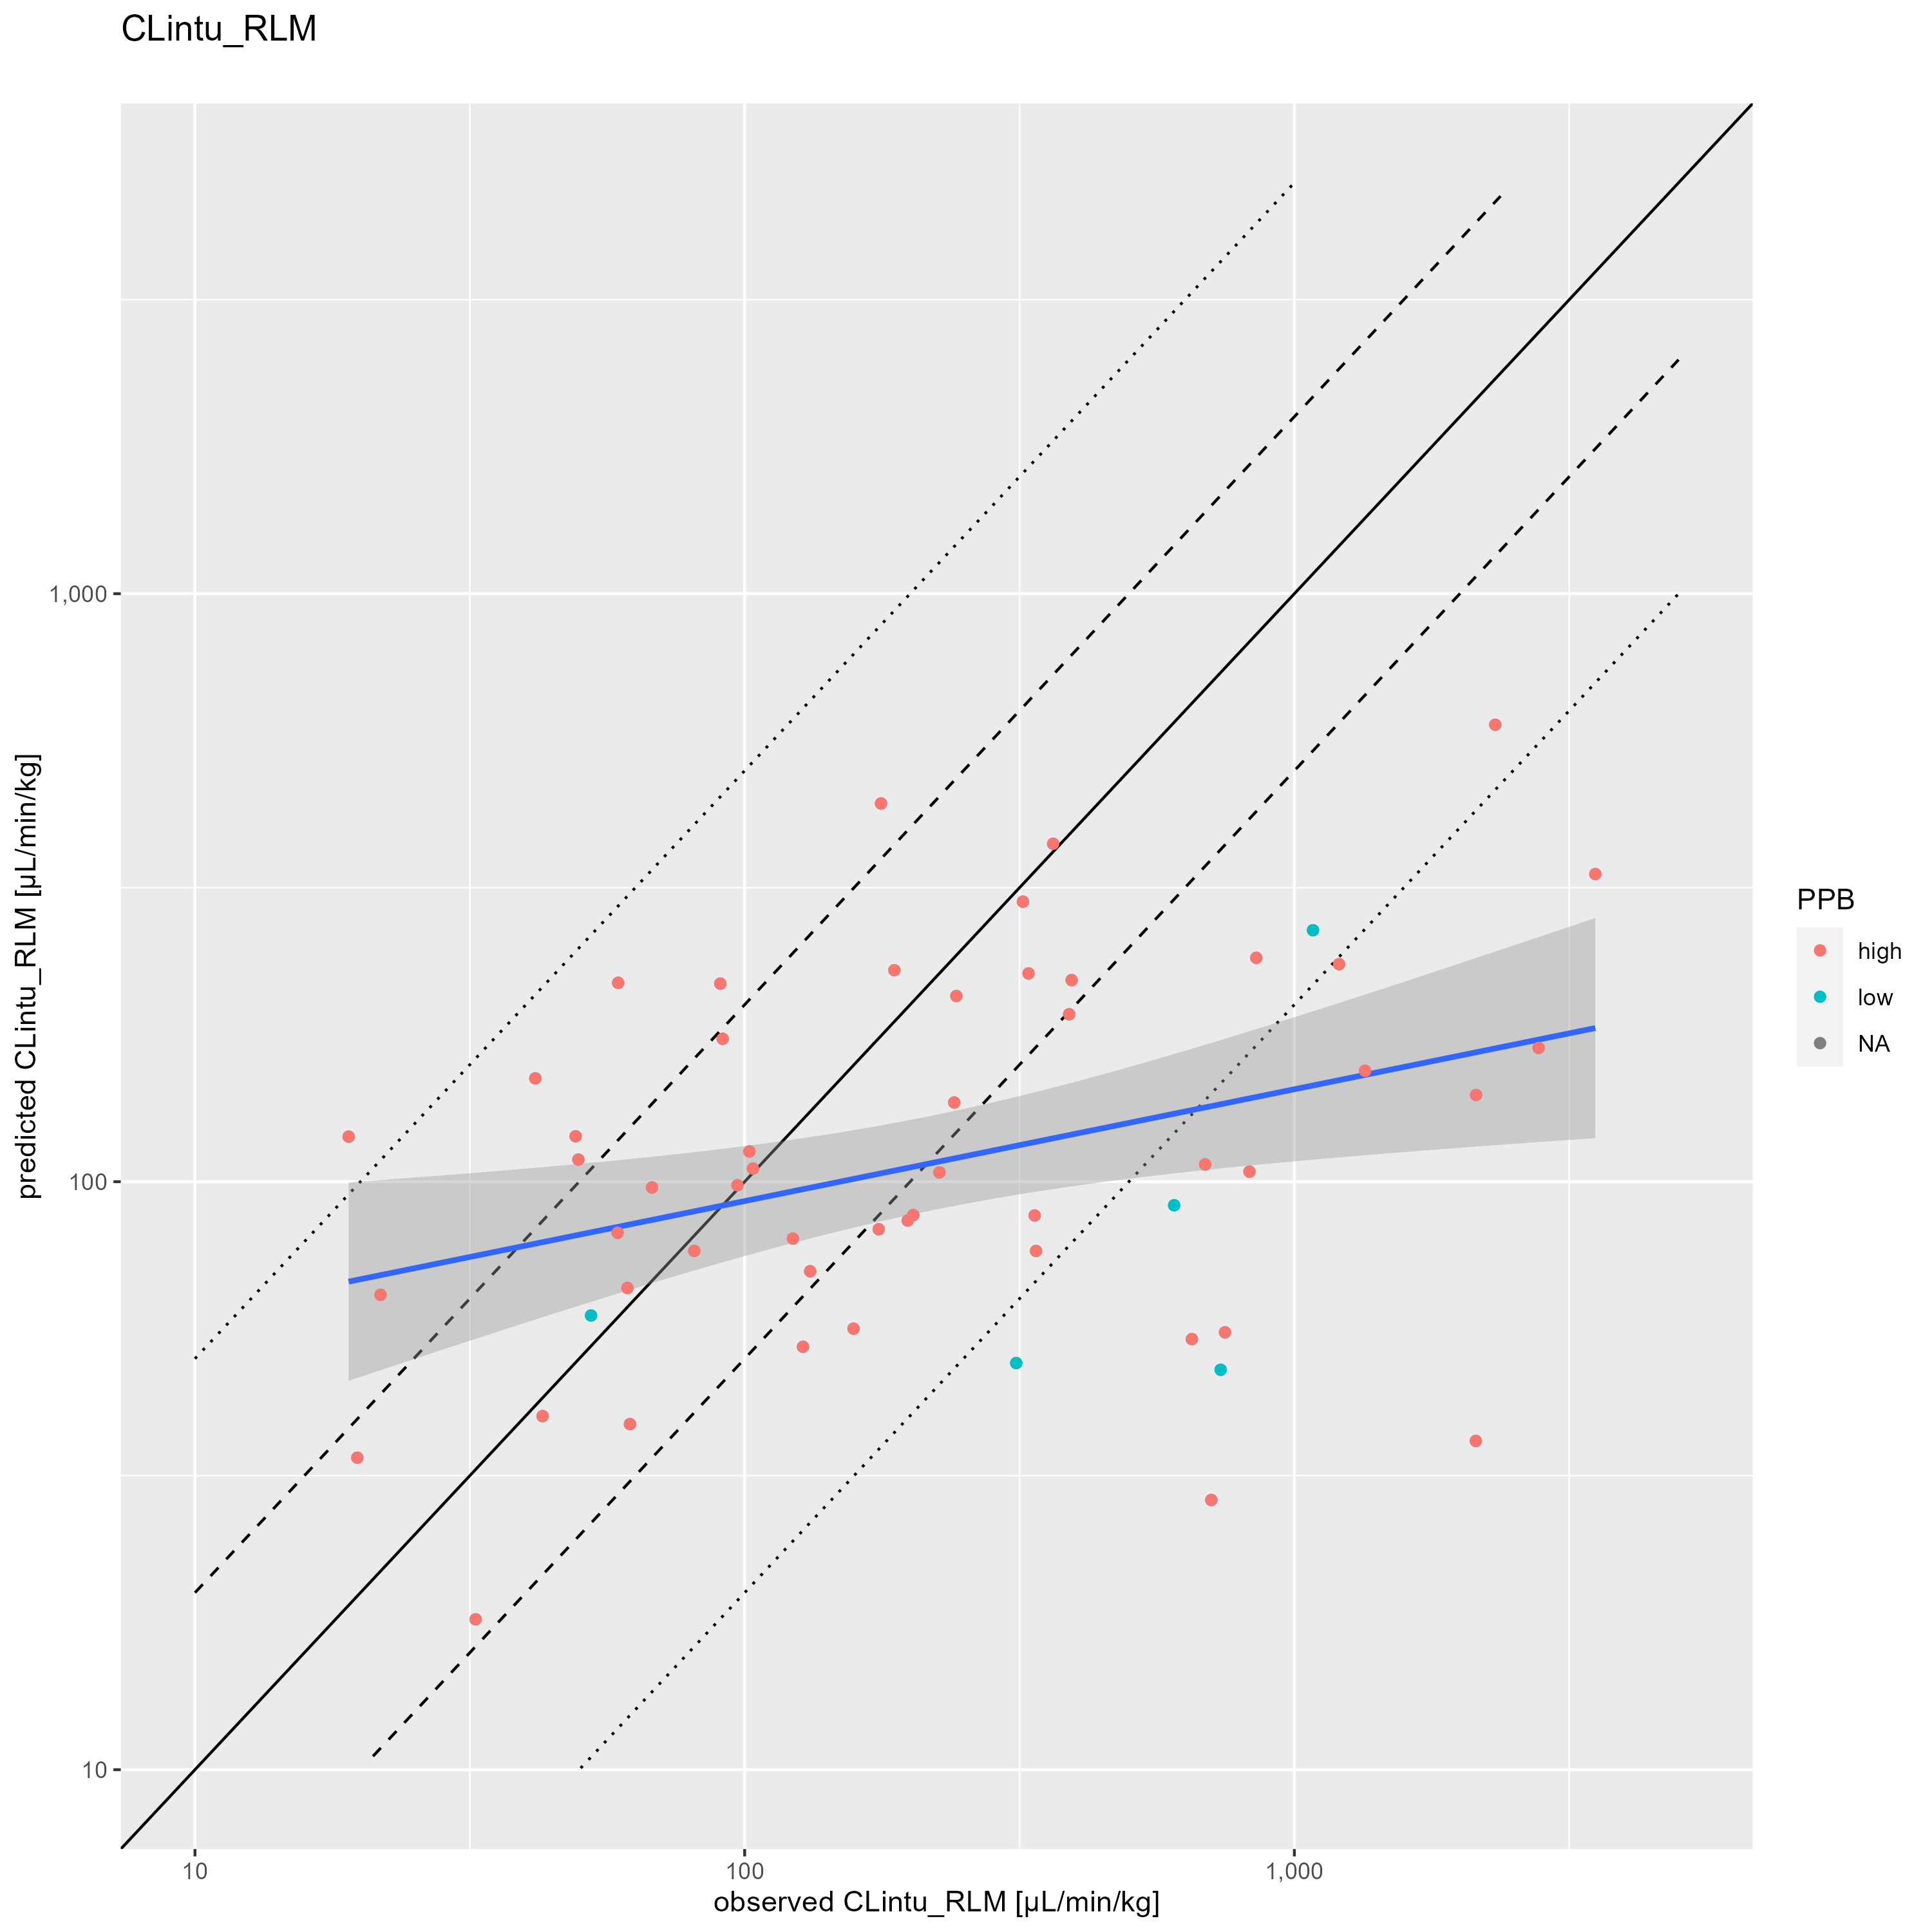 CLintu_RLM
predicted CLintu_RLM [µL/min/kg]
1,000
100
10
10
100
1,000
observed CLintu_RLM [µL/min/kg]
PPB
high
low
NA